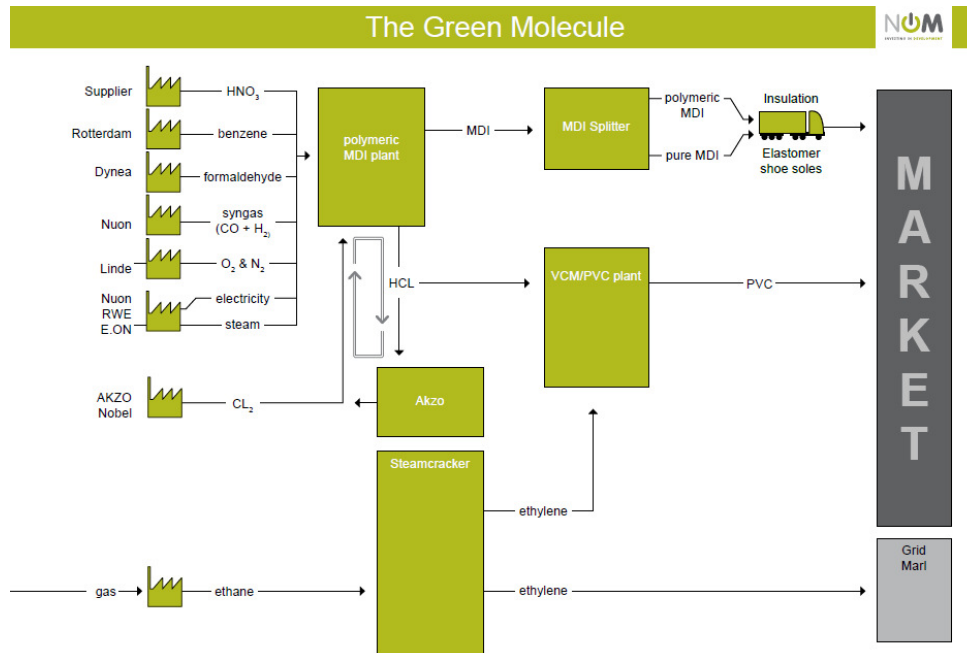 The Green Molecule
NOM
INVESTING IN DEVELOPMENT
Supplier
HNO₃
Rotterdam
benzene
Dynea
formaldehyde
Nuon
syngas
(CO + H₂)
Linde
O₂ & N₂
Nuon
RWE
E.ON
electricity
steam
AKZO
Nobel
CL₂
polymeric
MDI plant
MDI
MDI Splitter
polymeric
MDI
pure MDI
Insulation
Elastomer
shoe soles
HCL
VCM/PVC plant
PVC
Akzo
Steamcracker
ethylene
gas
ethane
ethylene
MARKET
Grid
Marl